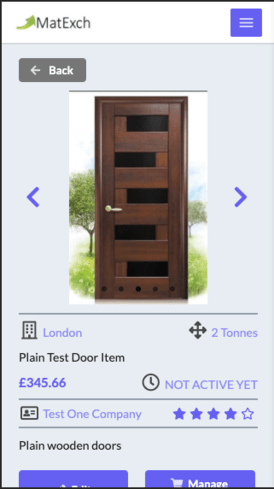 MatExch
Back
London 2 Tonnes
Plain Test Door Item
£345.66 NOT ACTIVE YET
Test One Company
Plain wooden doors
Edit Manage